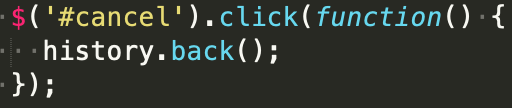 $('#cancel').click(function() {
  history.back();
});